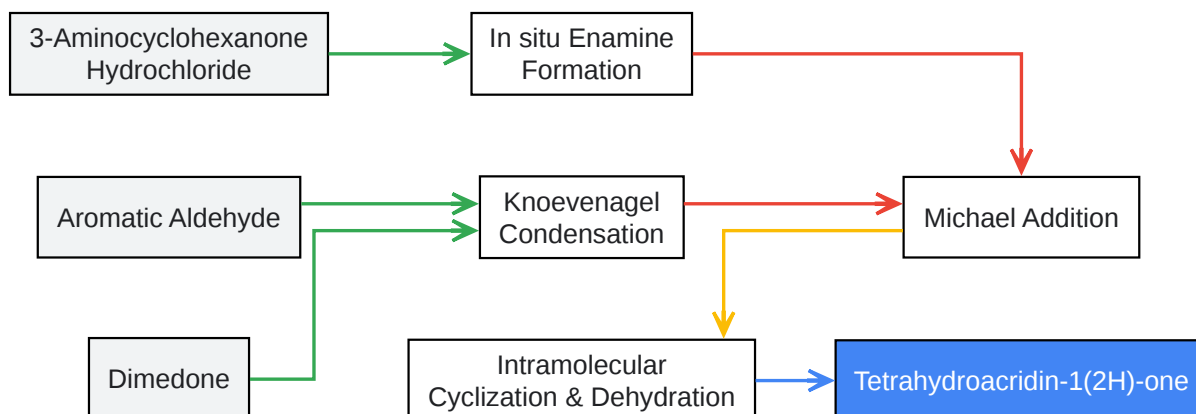 3-Aminocyclohexanone
Hydrochloride
In situ Enamine
Formation
Aromatic Aldehyde
Knoevenagel
Condensation
Michael Addition
Dimedone
Intramolecular
Cyclization & Dehydration
Tetrahydroacridin-1(2H)-one